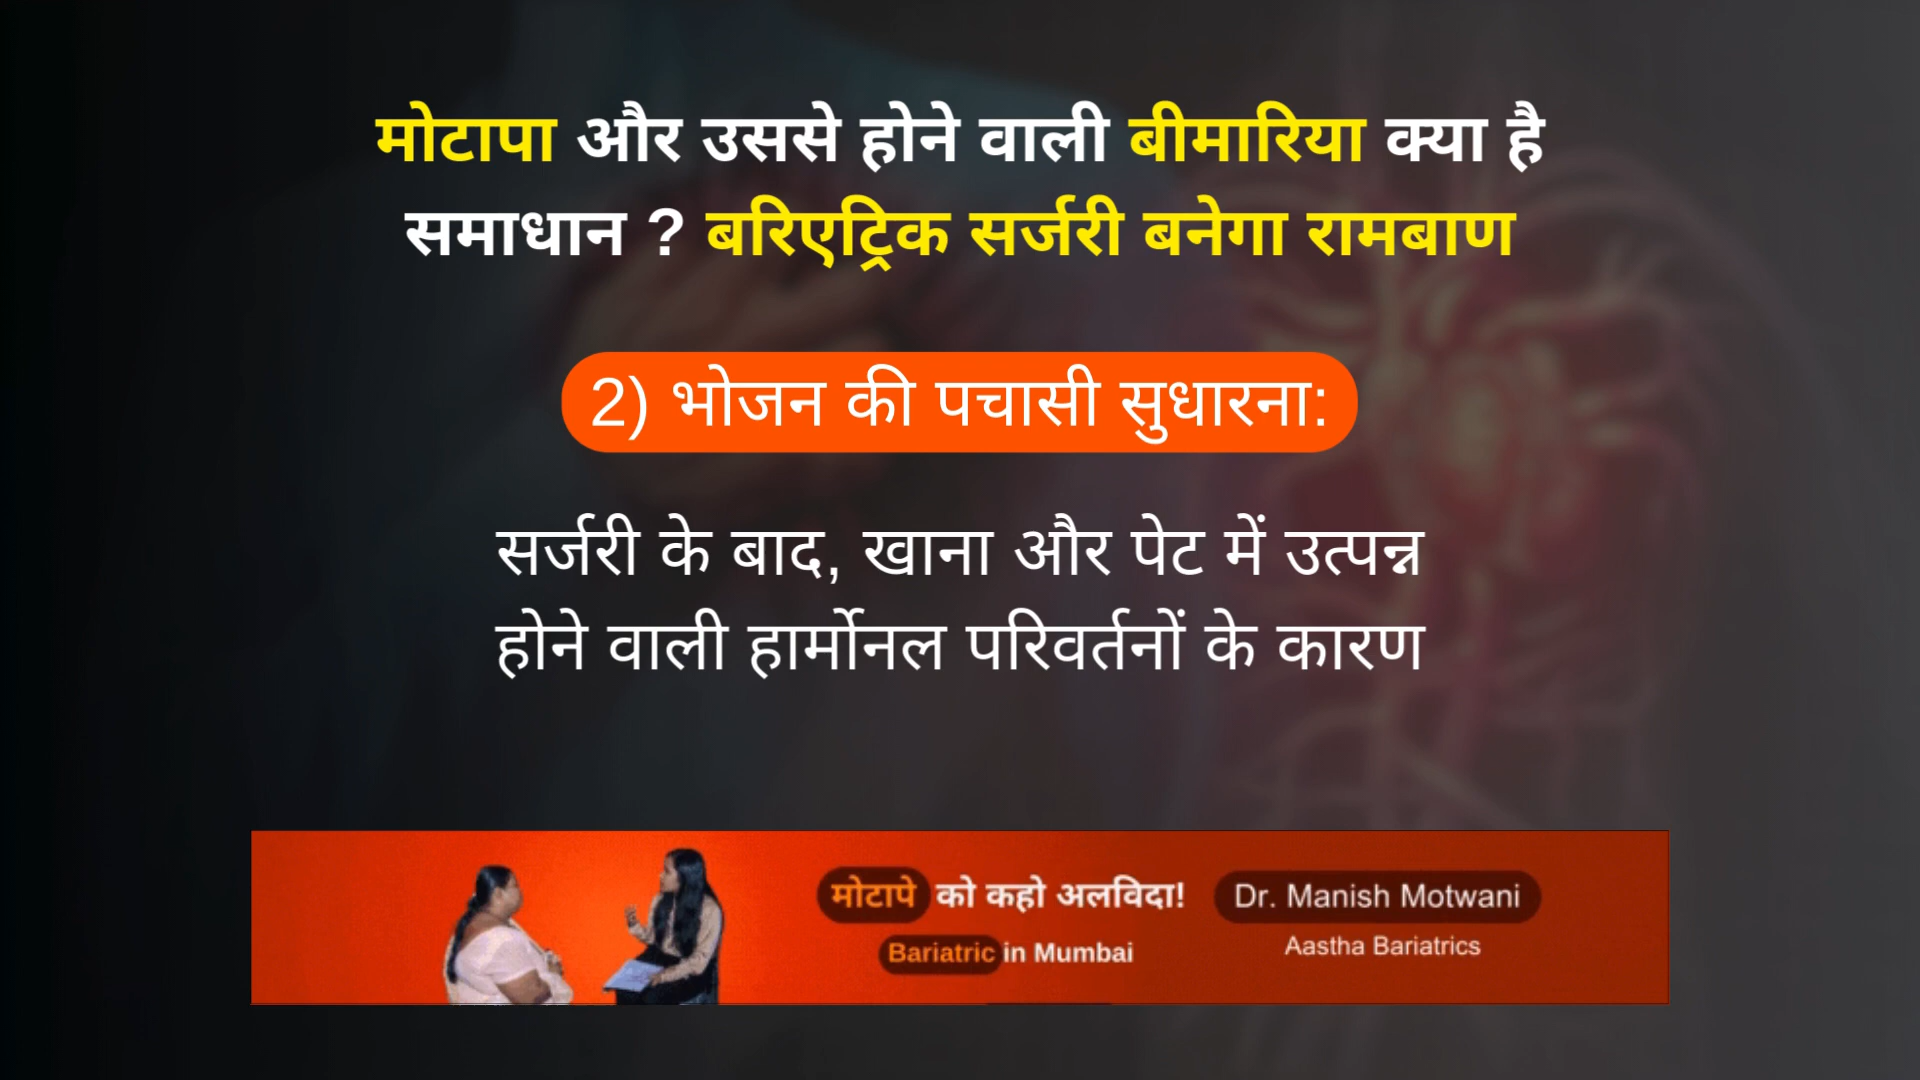 मोटापा और उससे होने वाली बीमारिया क्या है
समाधान ? बरिएट्रिक सर्जरी बनेगा रामबाण
2) भोजन की पचासी सुधारना:
सर्जरी के बाद, खाना और पेट में उत्पन्न
होने वाली हार्मोनल परिवर्तनों के कारण
मोटापे को कहो अलविदा!
Bariatric in Mumbai
Dr. Manish Motwani
Aastha Bariatrics